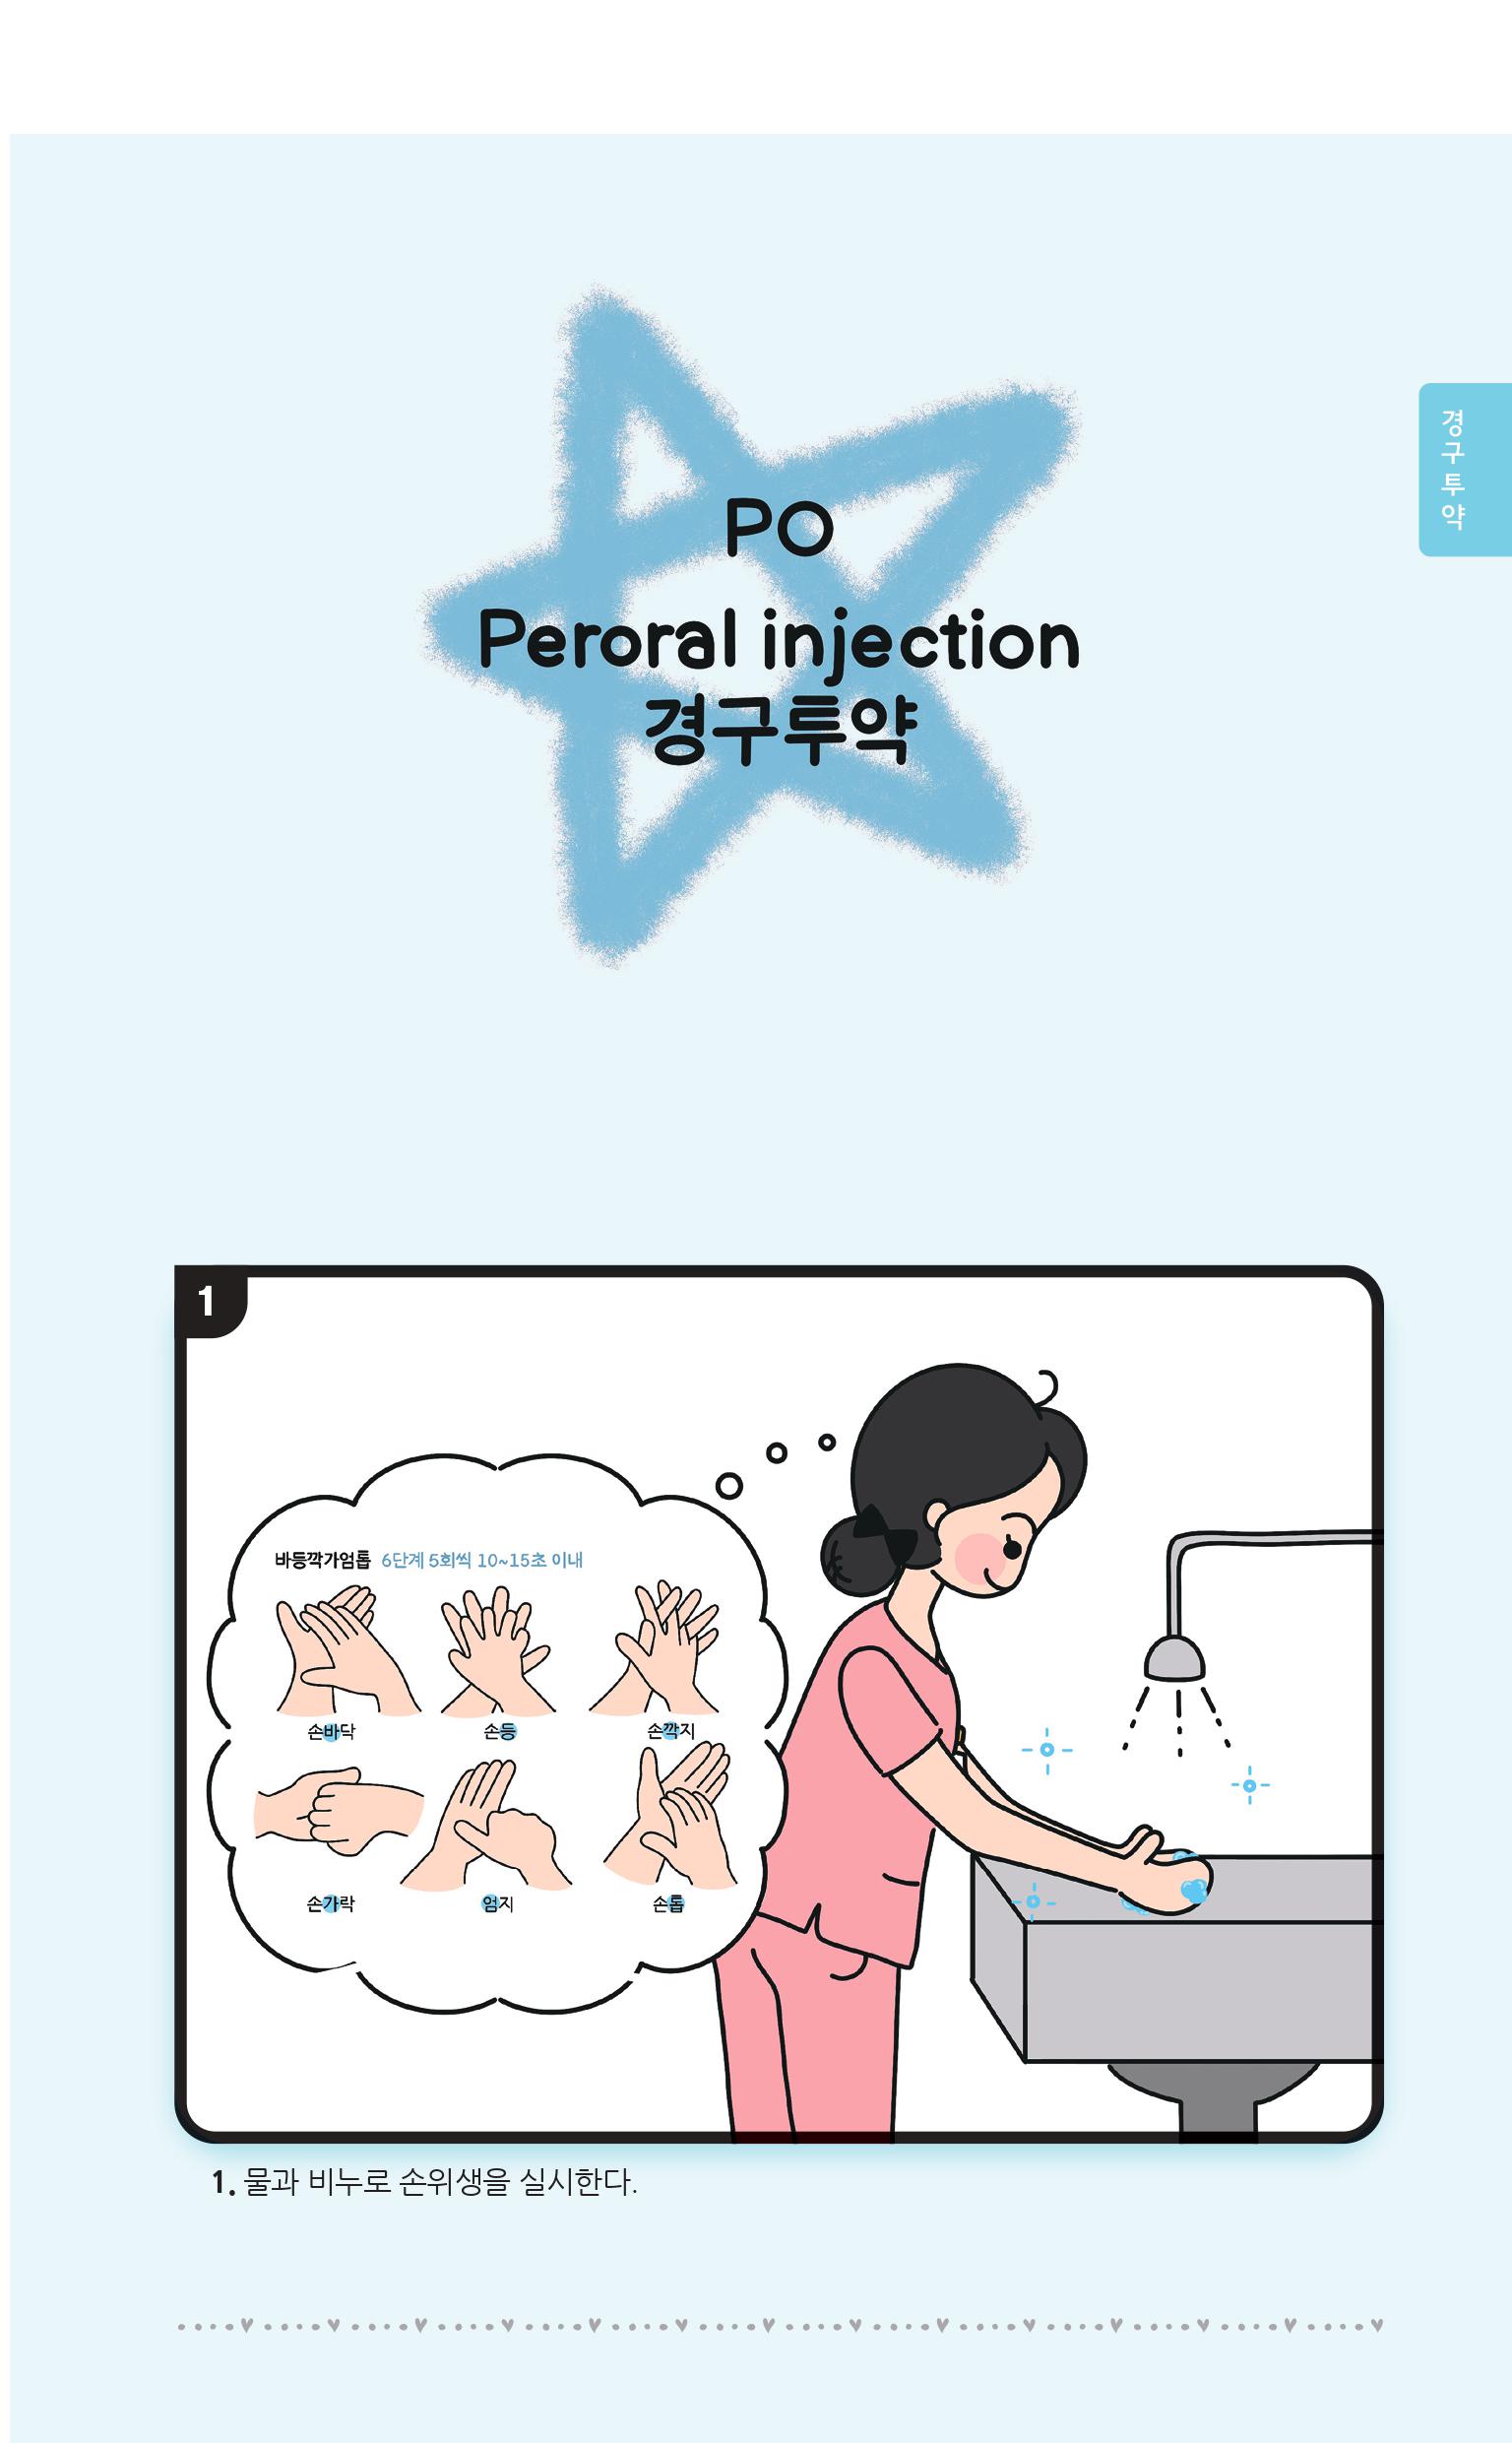 PO
Peroral injection
경구투약
경구투약
1
바등깍가엄톱 6단계 5회씩 10~15초 이내
손바닥 손등 손깍지
손가락 엄지 손톱
1. 물과 비누로 손위생을 실시한다.